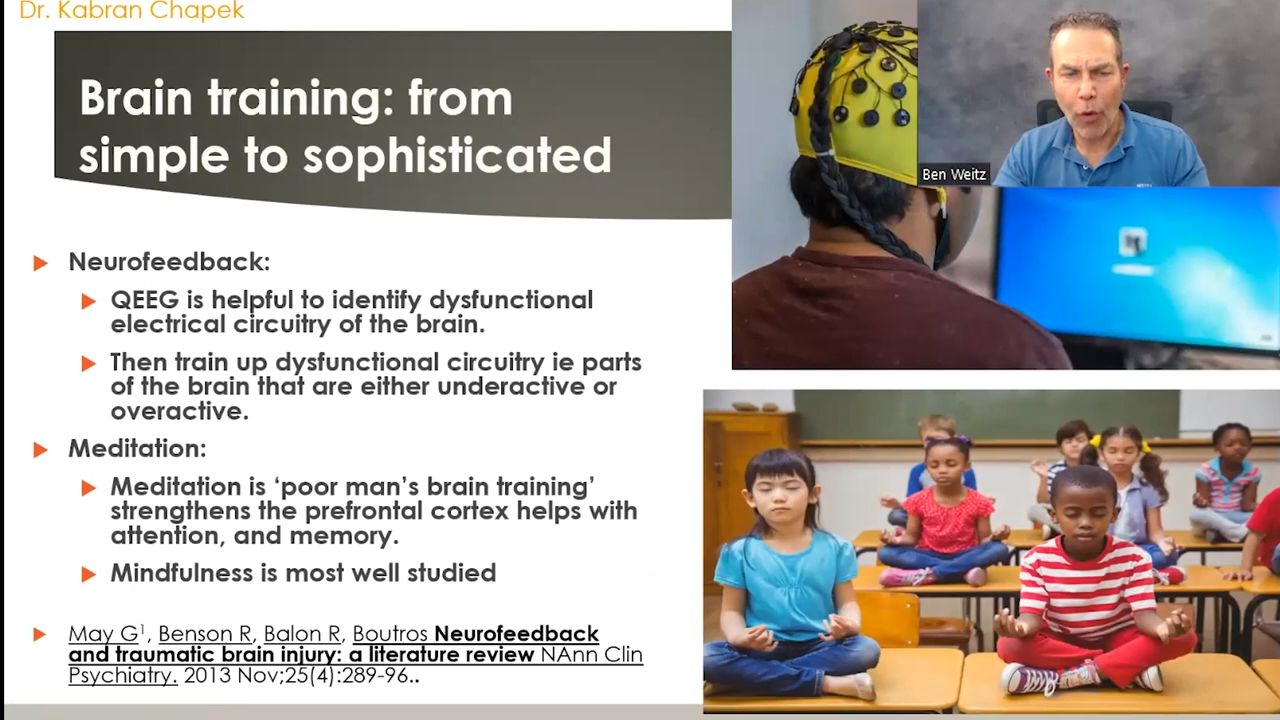 Dr. Kabran Chapek
Brain training: from
simple to sophisticated
Ben Weitz
Neurofeedback:
QEEG is helpful to identify dysfunctional
electrical circuitry of the brain.
Then train up dysfunctional circuitry ie parts
of the brain that are either underactive or
overactive.
Meditation:
Meditation is ‘poor man’s brain training’
strengthens the prefrontal cortex helps with
attention, and memory.
Mindfulness is most well studied
May G¹, Benson R, Balon R, Boutros Neurofeedback
and traumatic brain injury: a literature review NAnn Clin
Psychiatry. 2013 Nov;25(4):289-96..